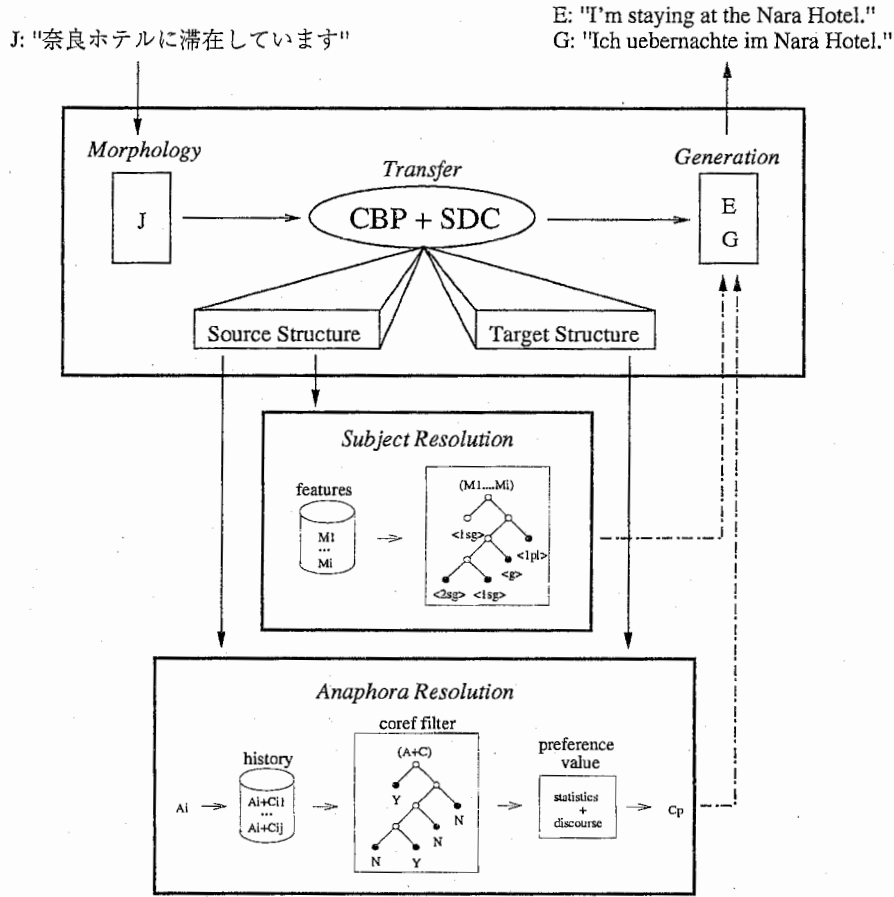 E: "I'm staying at the Nara Hotel."
J: "奈良ホテルに滞在しています"
G: "Ich uebernachte im Nara Hotel."
Morphology
Transfer
Generation
J
CBP + SDC
E
G
Source Structure
Target Structure
Subject Resolution
features
(M1....Mi)
M1
...
Mi
<1sg>
<1pl>
<g>
<2sg>
<1sg>
Anaphora Resolution
coref filter
history
(A+C)
preference
value
Ai
Ai+Ci1
...
Ai+Cij
Y
N
N
N
Y
statistics
+
discourse
Cp